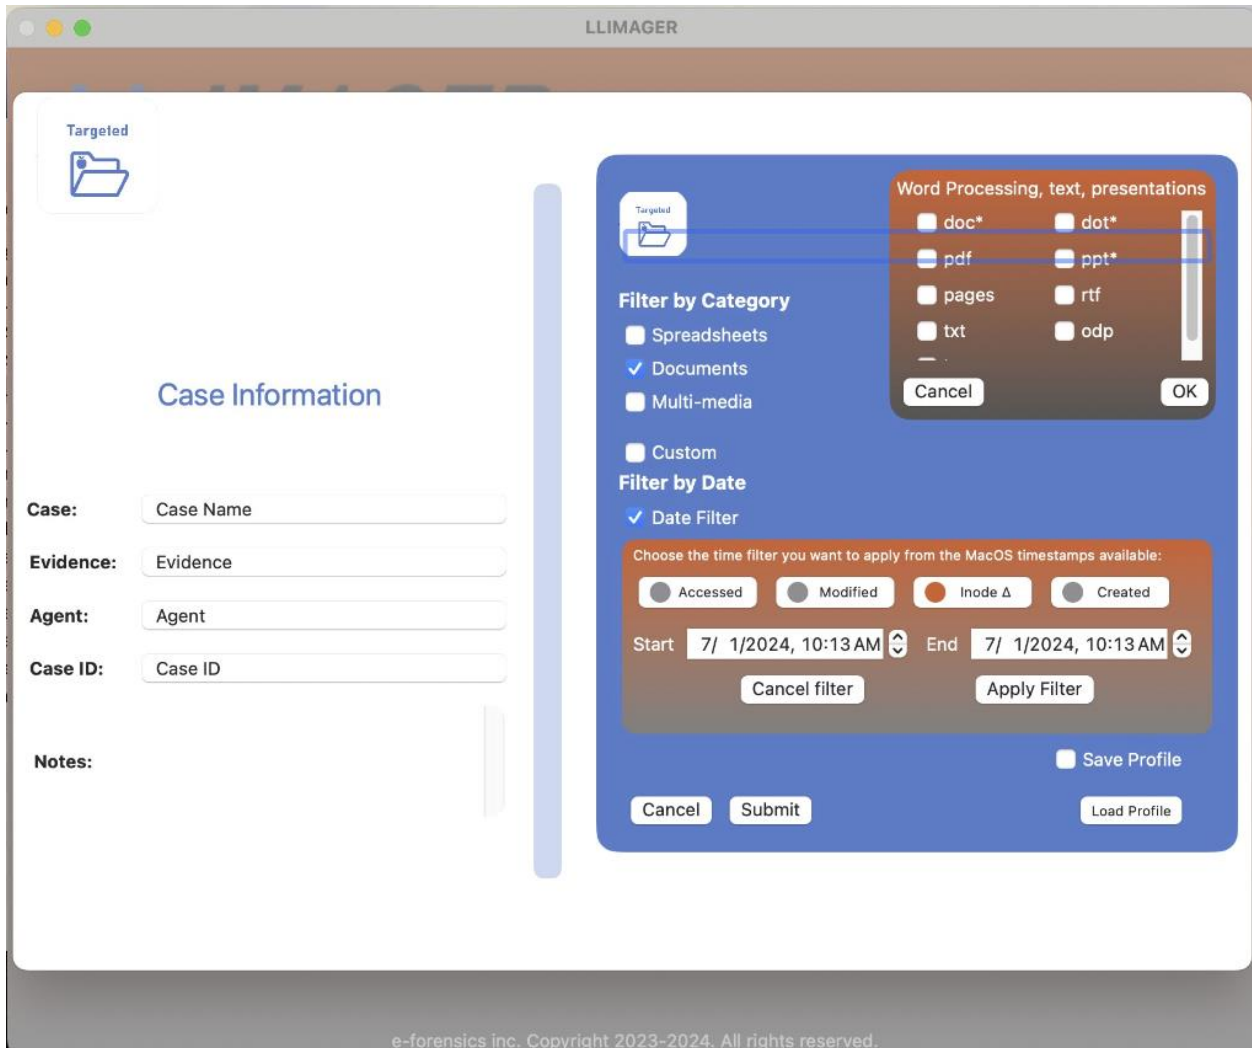 LLIMAGER
Targeted
Case Information
Case: Case Name
Evidence: Evidence
Agent: Agent
Case ID: Case ID
Notes:
Targeted
Word Processing, text, presentations
doc* dot*
pdf ppt*
pages rtf
txt odp
Cancel OK
Filter by Category
Spreadsheets
Documents
Multi-media
Custom
Filter by Date
Date Filter
Choose the time filter you want to apply from the MacOS timestamps available:
Accessed Modified Inode Δ Created
Start 7/ 1/2024, 10:13 AM End 7/ 1/2024, 10:13 AM
Cancel filter Apply Filter
Save Profile
Cancel Submit Load Profile
e-forensics inc. Copyright 2023-2024. All rights reserved.